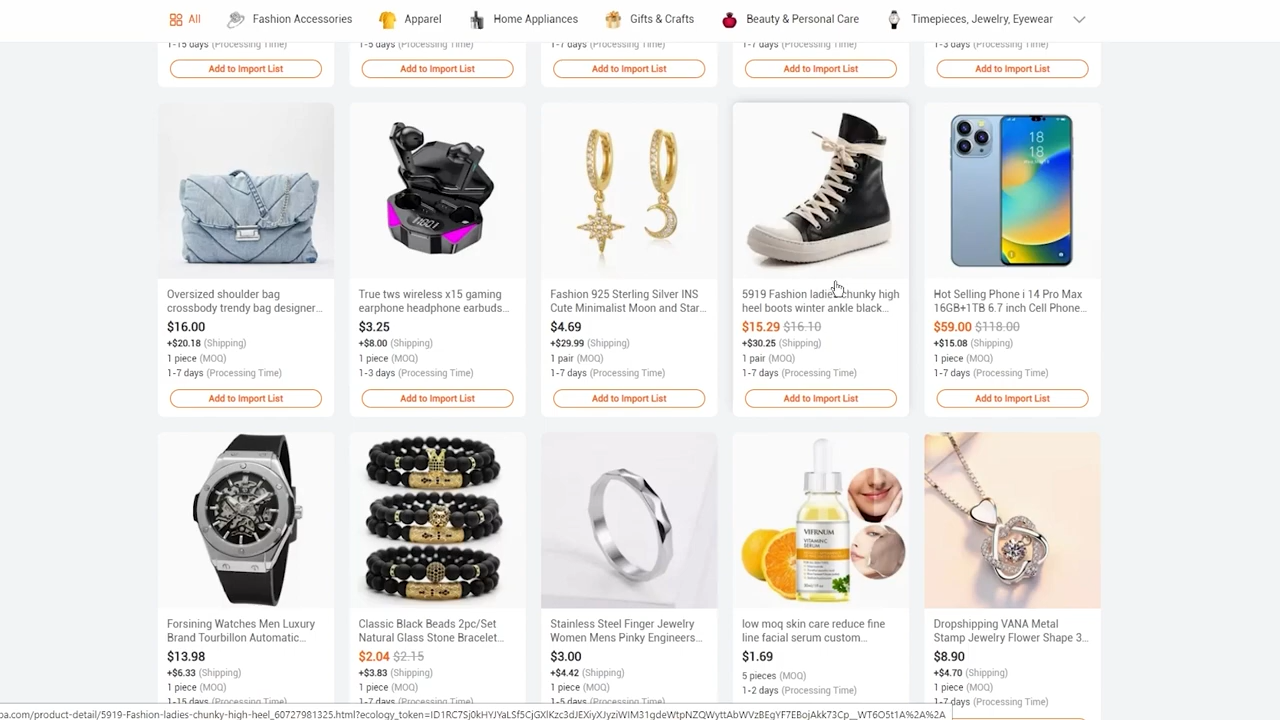 All
Fashion Accessories
Apparel
Home Appliances
Gifts & Crafts
Beauty & Personal Care
Timepieces, Jewelry, Eyewear
1-15 days (Processing Time)
1-5 days (Processing Time)
1-7 days (Processing Time)
1-7 days (Processing Time)
1-3 days (Processing Time)
Add to Import List
Add to Import List
Add to Import List
Add to Import List
Add to Import List
Oversized shoulder bag
crossbody trendy bag designer...
$16.00
+$20.18 (Shipping)
1 piece (MOQ)
1-7 days (Processing Time)
Add to Import List
True tws wireless x15 gaming
earphone headphone earbuds...
$3.25
+$8.00 (Shipping)
1 piece (MOQ)
1-3 days (Processing Time)
Add to Import List
Fashion 925 Sterling Silver INS
Cute Minimalist Moon and Star...
$4.69
+$29.99 (Shipping)
1 pair (MOQ)
1-7 days (Processing Time)
Add to Import List
5919 Fashion ladies chunky high
heel boots winter ankle black...
$15.29 $16.10
+$30.25 (Shipping)
1 pair (MOQ)
1-7 days (Processing Time)
Add to Import List
18
18
Hot Selling Phone i 14 Pro Max
16GB+1TB 6.7 inch Cell Phone...
$59.00 $118.00
+$15.08 (Shipping)
1 piece (MOQ)
1-7 days (Processing Time)
Add to Import List
Forsining Watches Men Luxury
Brand Tourbillon Automatic...
$13.98
+$6.33 (Shipping)
1 piece (MOQ)
1-15 days (Processing Time)
Classic Black Beads 2pc/Set
Natural Glass Stone Bracelet...
$2.04 $2.15
+$3.83 (Shipping)
1 piece (MOQ)
1-7 days (Processing Time)
Stainless Steel Finger Jewelry
Women Mens Pinky Engineers...
$3.00
+$4.42 (Shipping)
1 piece (MOQ)
1-5 days (Processing Time)
VIFRNUM
VITAMIN C
SERUM
low moq skin care reduce fine
line facial serum custom...
$1.69
5 pieces (MOQ)
1-2 days (Processing Time)
Dropshipping VANA Metal
Stamp Jewelry Flower Shape 3...
$8.90
+$4.70 (Shipping)
1 piece (MOQ)